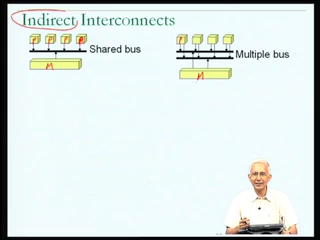 Indirect Interconnects
P P P P
Shared bus
M
P
Multiple bus
M